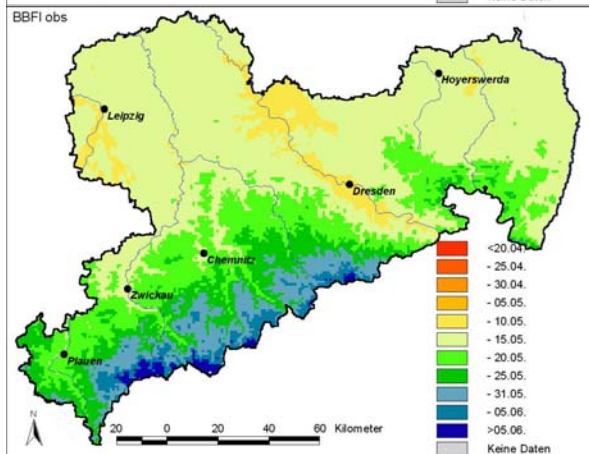 Keine Daten
BBFI obs
Hoyerswerda
Leipzig
Dresden
Chemnitz
Zwickau
Plauen
<20.04.
- 25.04.
- 30.04.
- 05.05.
- 10.05.
- 15.05.
- 20.05.
- 25.05.
- 31.05.
- 05.06.
>05.06.
Keine Daten
N
20 0 20 40 60 Kilometer